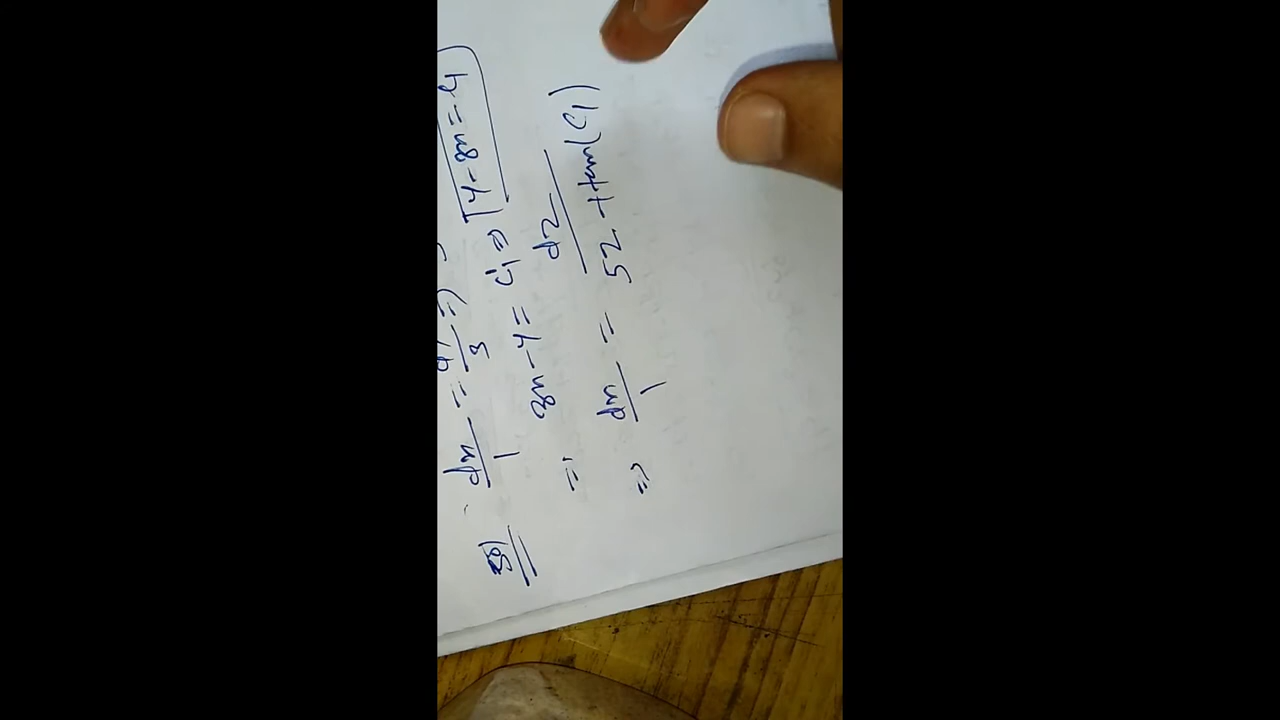 Sol) dx/1 = dy/3 =>
=> 3x - y = c₁' => y - 3x = c₁
=> dx/1 = dz/5z + tan(c₁)